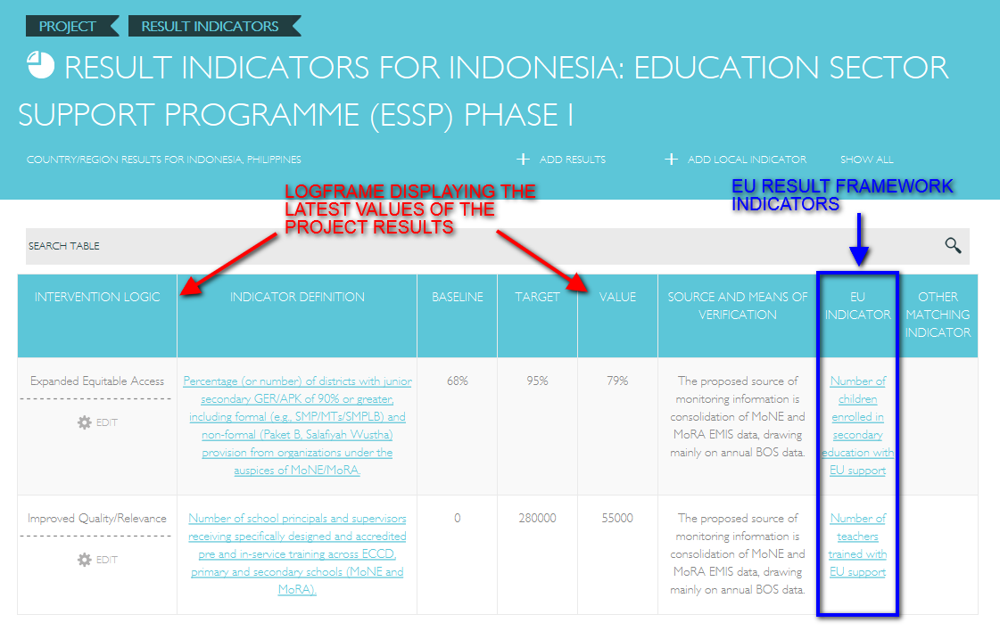 PROJECT
RESULT INDICATORS
RESULT INDICATORS FOR INDONESIA: EDUCATION SECTOR
SUPPORT PROGRAMME (ESSP) PHASE I
COUNTRY/REGION RESULTS FOR INDONESIA, PHILIPPINES
ADD RESULTS
ADD LOCAL INDICATOR
SHOW ALL
LOGFRAME DISPLAYING THE
LATEST VALUES OF THE
PROJECT RESULTS
EU RESULT FRAMEWORK
INDICATORS
SEARCH TABLE
INTERVENTION LOGIC
INDICATOR DEFINITION
BASELINE
TARGET
VALUE
SOURCE AND MEANS OF
VERIFICATION
EU
INDICATOR
OTHER
MATCHING
INDICATOR
Expanded Equitable Access
EDIT
Percentage (or number) of districts with junior
secondary GER/APK of 90% or greater,
including formal (e.g., SMP/MTs/SMPLB) and
non-formal (Paket B, Salafiyah Wustha)
provision from organizations under the
auspices of MoNE/MoRA.
68%
95%
79%
The proposed source of
monitoring information is
consolidation of MoNE and
MoRA EMIS data, drawing
mainly on annual BOS data.
Number of
children
enrolled in
secondary
education with
EU support
Improved Quality/Relevance
EDIT
Number of school principals and supervisors
receiving specifically designed and accredited
pre and in-service training across ECCD,
primary and secondary schools (MoNE and
MoRA).
0
280000
55000
The proposed source of
monitoring information is
consolidation of MoNE and
MoRA EMIS data, drawing
mainly on annual BOS data.
Number of
teachers
trained with
EU support